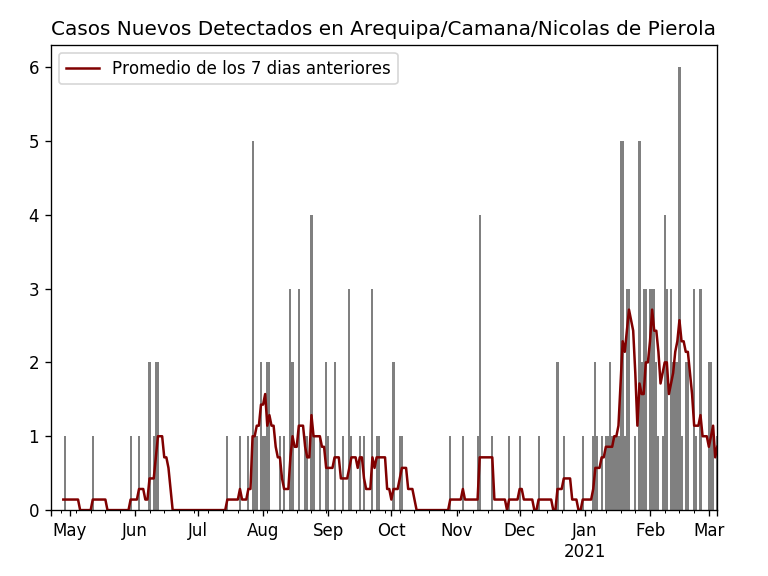 Casos Nuevos Detectados en Arequipa/Camana/Nicolas de Pierola
Promedio de los 7 dias anteriores
6
5
4
3
2
1
0
May Jun Jul Aug Sep Oct Nov Dec Jan Feb Mar
2021